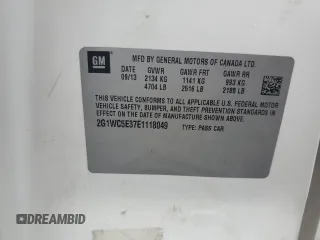 GM
MFD BY GENERAL MOTORS OF CANADA LTD.
DATE GVWR GAWR FRT GAWR RR
09/13 2134 KG 1141 KG 993 KG
4704 LB 2516 LB 2188 LB
THIS VEHICLE CONFORMS TO ALL APPLICABLE U.S. FEDERAL MOTOR
VEHICLE SAFETY, BUMPER, AND THEFT PREVENTION STANDARDS
IN EFFECT ON THE DATE OF MANUFACTURE SHOWN ABOVE.
2G1WC5E37E1118049 TYPE: PASS CAR
DREAMBID